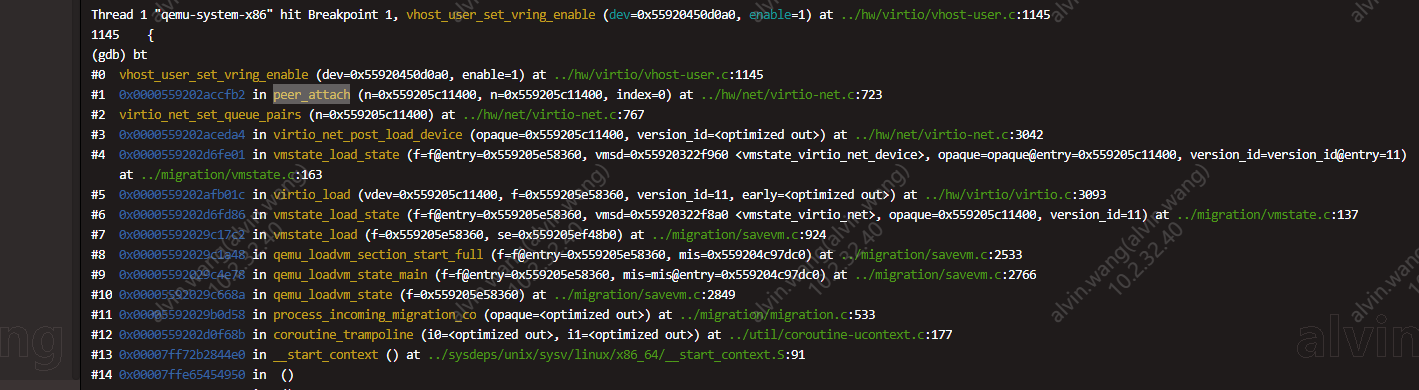 Thread 1 "qemu-system-x86" hit Breakpoint 1, vhost_user_set_vring_enable (dev=0x55920450d0a0, enable=1) at ../hw/virtio/vhost-user.c:1145
1145 {
(gdb) bt
#0 vhost_user_set_vring_enable (dev=0x55920450d0a0, enable=1) at ../hw/virtio/vhost-user.c:1145
#1 0x0000559202accfb2 in peer_attach (n=0x559205c11400, n=0x559205c11400, index=0) at ../hw/net/virtio-net.c:723
#2 virtio_net_set_queue_pairs (n=0x559205c11400) at ../hw/net/virtio-net.c:767
#3 0x0000559202aceda4 in virtio_net_post_load_device (opaque=0x559205c11400, version_id=<optimized out>) at ../hw/net/virtio-net.c:3042
#4 0x0000559202d6fe01 in vmstate_load_state (f=f@entry=0x559205e58360, vmsd=0x55920322f960 <vmstate_virtio_net_device>, opaque=opaque@entry=0x559205c11400, version_id=version_id@entry=11)
at ../migration/vmstate.c:163
#5 0x0000559202afb01c in virtio_load (vdev=0x559205c11400, f=0x559205e58360, version_id=11, early=<optimized out>) at ../hw/virtio/virtio.c:3093
#6 0x0000559202d6fd86 in vmstate_load_state (f=f@entry=0x559205e58360, vmsd=0x55920322f8a0 <vmstate_virtio_net>, opaque=0x559205c11400, version_id=11) at ../migration/vmstate.c:137
#7 0x00005592029c17c2 in vmstate_load (f=0x559205e58360, se=0x559205ef48b0) at ../migration/savevm.c:924
#8 0x00005592029c1e48 in qemu_loadvm_section_start_full (f=f@entry=0x559205e58360, mis=0x559204c97dc0) at ../migration/savevm.c:2533
#9 0x00005592029c4e78 in qemu_loadvm_state_main (f=f@entry=0x559205e58360, mis=mis@entry=0x559204c97dc0) at ../migration/savevm.c:2766
#10 0x00005592029c668a in qemu_loadvm_state (f=0x559205e58360) at ../migration/savevm.c:2849
#11 0x00005592029b0d58 in process_incoming_migration_co (opaque=<optimized out>) at ../migration/migration.c:533
#12 0x0000559202d0f68b in coroutine_trampoline (i0=<optimized out>, i1=<optimized out>) at ../util/coroutine-ucontext.c:177
#13 0x00007ff72b2844e0 in __start_context () at ../sysdeps/unix/sysv/linux/x86_64/__start_context.S:91
#14 0x00007ffe65454950 in ()
alvin.wang(alvin.wang)
10.2.32.40